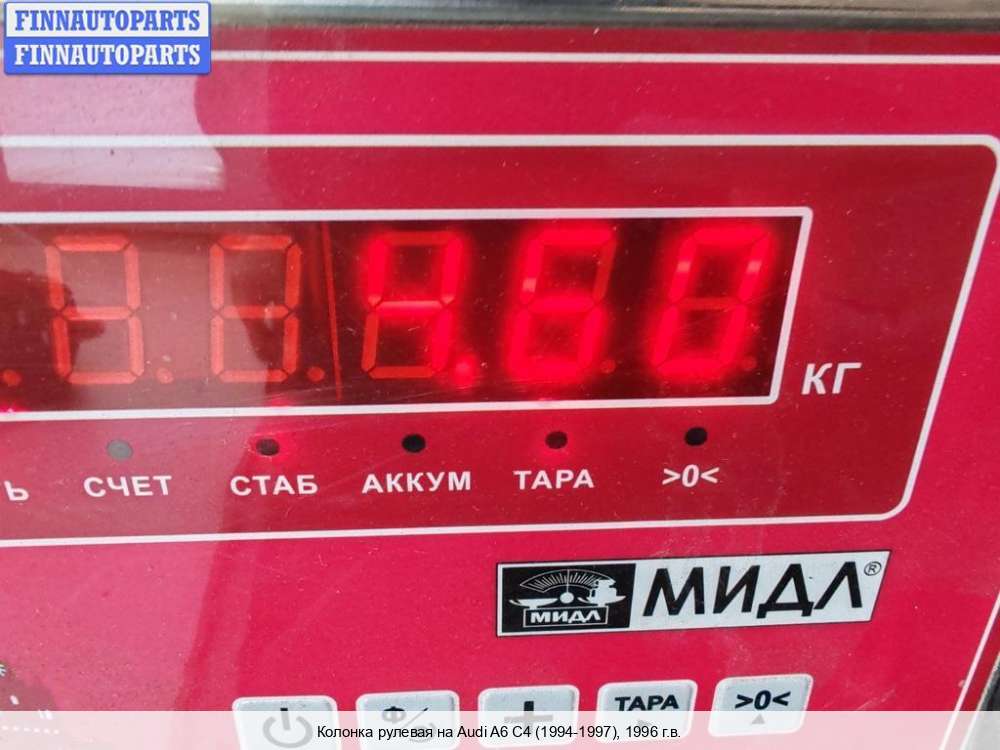 FINNAUTOPARTS
FINNAUTOPARTS
4.60
КГ
Ь СЧЕТ СТАБ АККУМ ТАРА >0<
МИДЛ МИДЛ®
ТАРА >0<
Колонка рулевая на Audi A6 C4 (1994-1997), 1996 г.в.